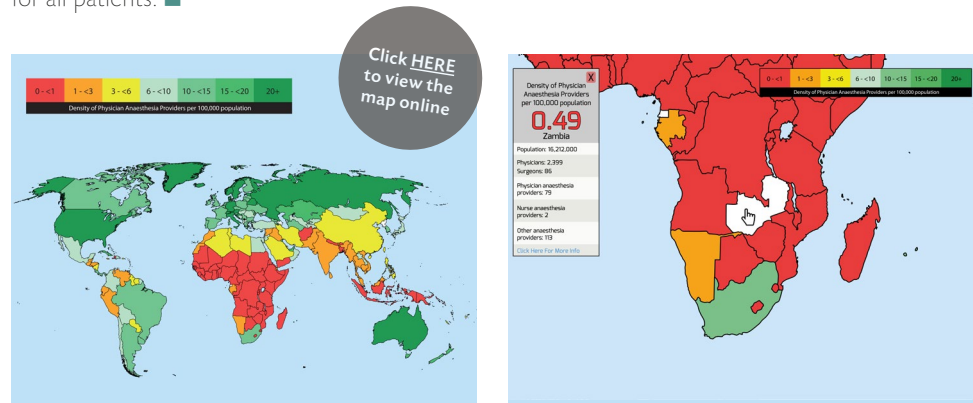 for all patients.
Click HERE
to view the
map online
0 - <1 1 - <3 3 - <6 6 - <10 10 - <15 15 - <20 20+
Density of Physician Anaesthesia Providers per 100,000 population
X
Density of Physician
Anaesthesia Providers
per 100,000 population
0.49
Zambia
Population: 16,212,000
Physicians: 2,399
Surgeons: 86
Physician anaesthesia
providers: 79
Nurse anaesthesia
providers: 2
Other anaesthesia
providers: 113
Click Here For More Info
0 - <1 1 - <3 3 - <6 6 - <10 10 - <15 15 - <20 20+
Density of Physician Anaesthesia Providers per 100,000 population